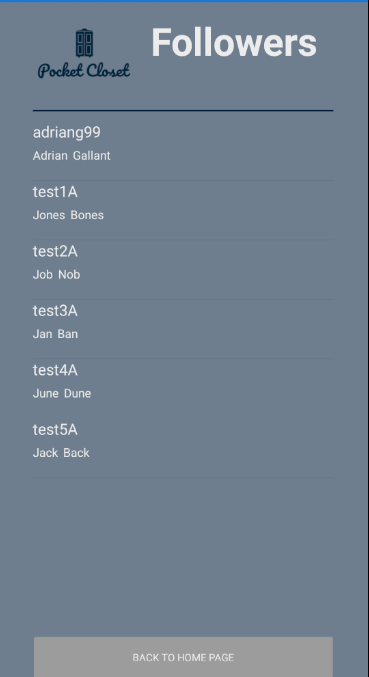 Followers
Pocket Closet
adriang99
Adrian Gallant
test1A
Jones Bones
test2A
Job Nob
test3A
Jan Ban
test4A
June Dune
test5A
Jack Back
BACK TO HOME PAGE